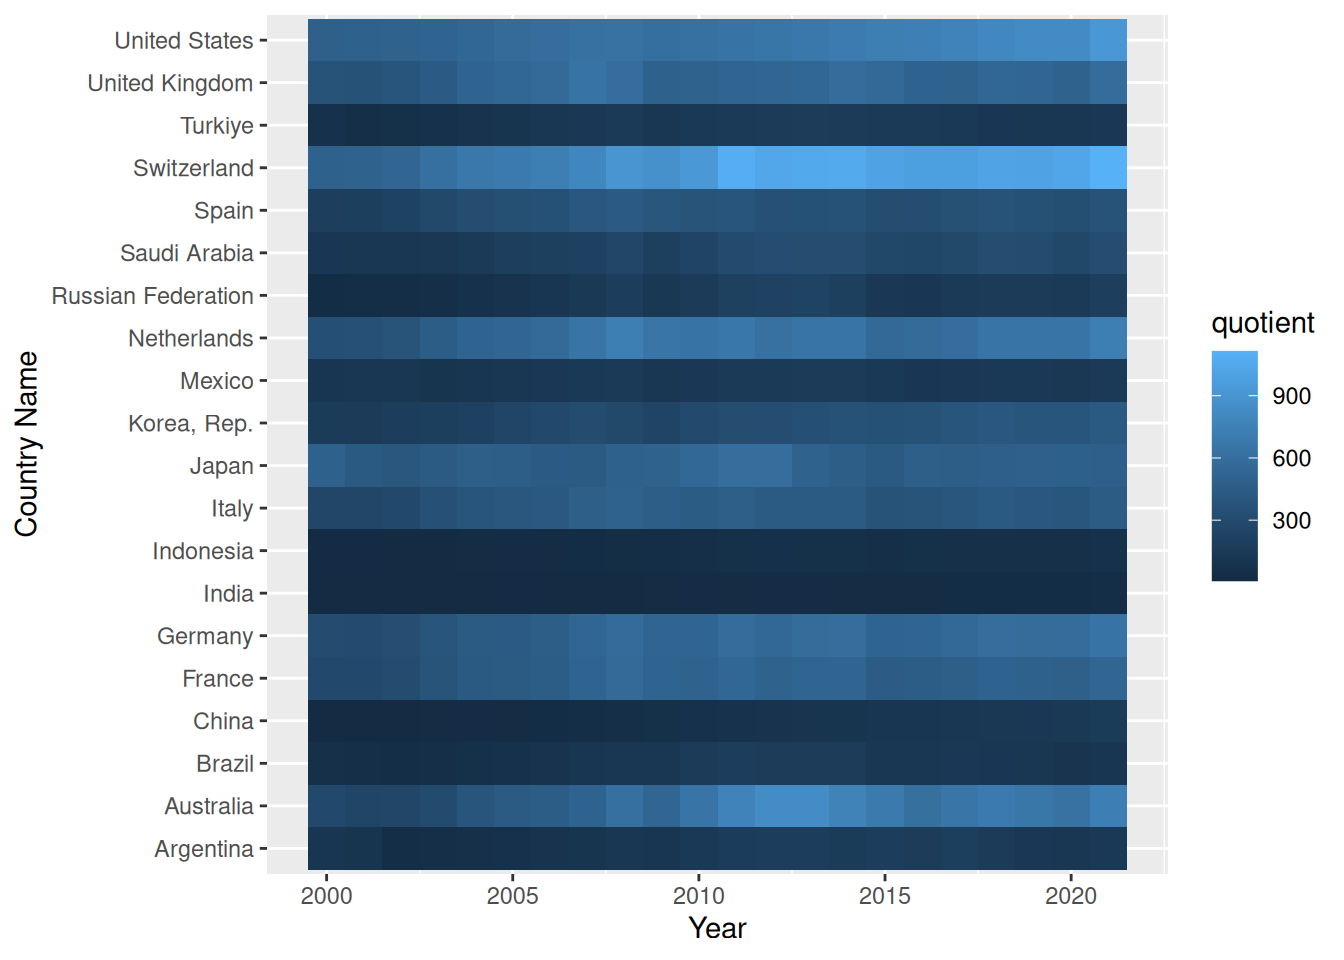 United States
United Kingdom
Turkiye
Switzerland
Spain
Saudi Arabia
Russian Federation
Netherlands
Mexico
Korea, Rep.
Japan
Italy
Indonesia
India
Germany
France
China
Brazil
Australia
Argentina
Country Name
2000
2005
2010
2015
2020
Year
quotient
900
600
300